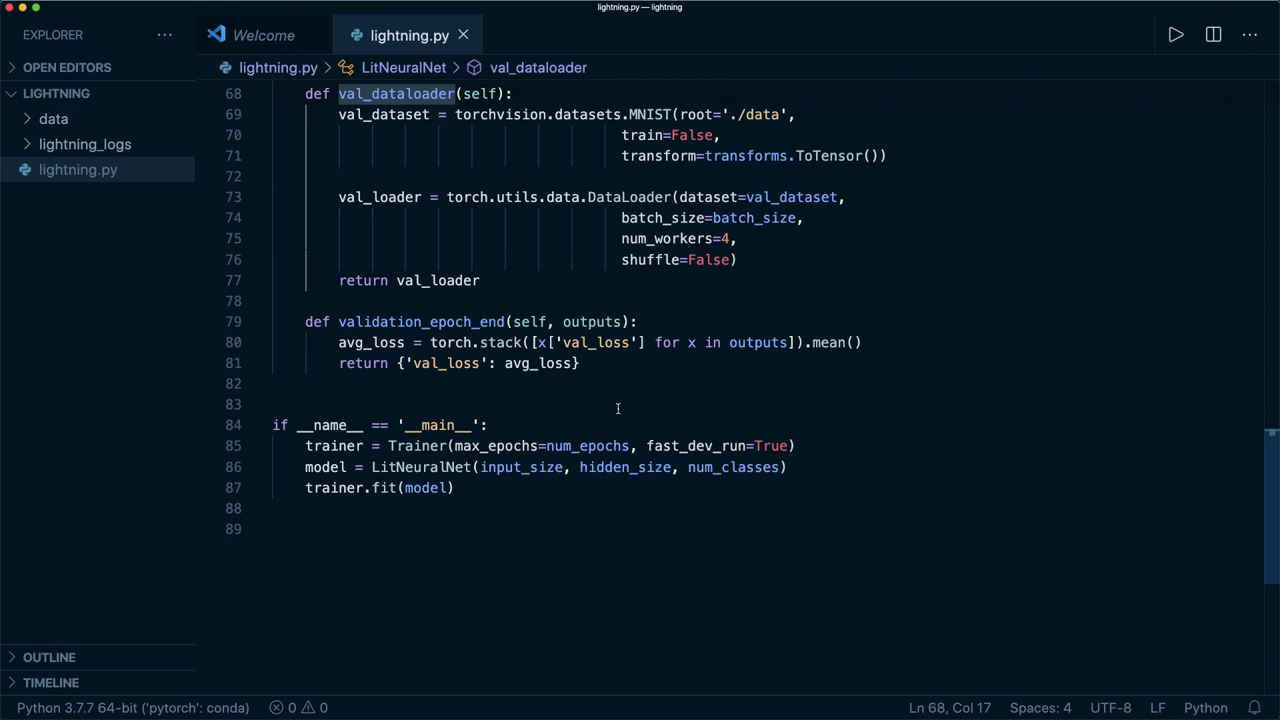 lightning.py — lightning
EXPLORER
Welcome
lightning.py
OPEN EDITORS
lightning.py > LitNeuralNet > val_dataloader
LIGHTNING
data
lightning_logs
lightning.py
68 def val_dataloader(self):
69 val_dataset = torchvision.datasets.MNIST(root='./data',
70 train=False,
71 transform=transforms.ToTensor())
72
73 val_loader = torch.utils.data.DataLoader(dataset=val_dataset,
74 batch_size=batch_size,
75 num_workers=4,
76 shuffle=False)
77 return val_loader
78
79 def validation_epoch_end(self, outputs):
80 avg_loss = torch.stack([x['val_loss'] for x in outputs]).mean()
81 return {'val_loss': avg_loss}
82
83
84 if __name__ == '__main__':
85 trainer = Trainer(max_epochs=num_epochs, fast_dev_run=True)
86 model = LitNeuralNet(input_size, hidden_size, num_classes)
87 trainer.fit(model)
88
89
OUTLINE
TIMELINE
Python 3.7.7 64-bit ('pytorch': conda) 0 0 Ln 68, Col 17 Spaces: 4 UTF-8 LF Python